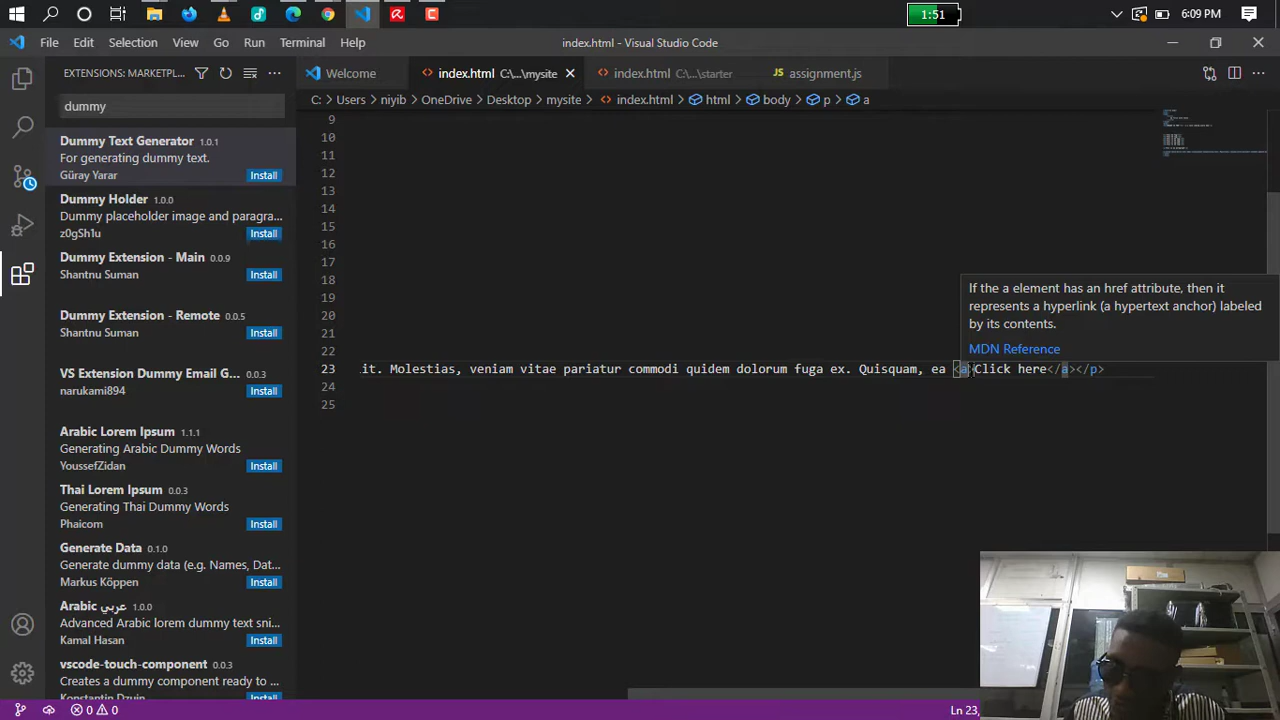 1:51
6:09 PM
File Edit Selection View Go Run Terminal Help
index.html - Visual Studio Code
EXTENSIONS: MARKETPL...
Welcome
index.html C:\...\mysite
index.html C:\...\starter
JS assignment.js
dummy
C: > Users > niyib > OneDrive > Desktop > mysite > index.html > html > body > p > a
Dummy Text Generator 1.0.1
For generating dummy text.
Güray Yarar Install
Dummy Holder 1.0.0
Dummy placeholder image and paragra...
z0gSh1u Install
Dummy Extension - Main 0.0.9
Shantnu Suman Install
Dummy Extension - Remote 0.0.5
Shantnu Suman Install
VS Extension Dummy Email G... 1.0.0
narukami894 Install
Arabic Lorem Ipsum 1.1.1
Generating Arabic Dummy Words
YoussefZidan Install
Thai Lorem Ipsum 0.0.3
Generating Thai Dummy Words
Phaicom Install
Generate Data 0.1.0
Generate dummy data (e.g. Names, Dat...
Markus Köppen Install
Arabic عربي 1.0.0
Advanced Arabic lorem dummy text sni...
Kamal Hasan Install
vscode-touch-component 0.0.3
Creates a dummy component ready to ...
Konstantin Dzuin Install
9
10
11
12
13
14
15
16
17
18
19
20
21
22
23 it. Molestias, veniam vitae pariatur commodi quidem dolorum fuga ex. Quisquam, ea <a>Click here</a></p>
24
25
If the a element has an href attribute, then it
represents a hyperlink (a hypertext anchor) labeled
by its contents.
MDN Reference
0 0
Ln 23,